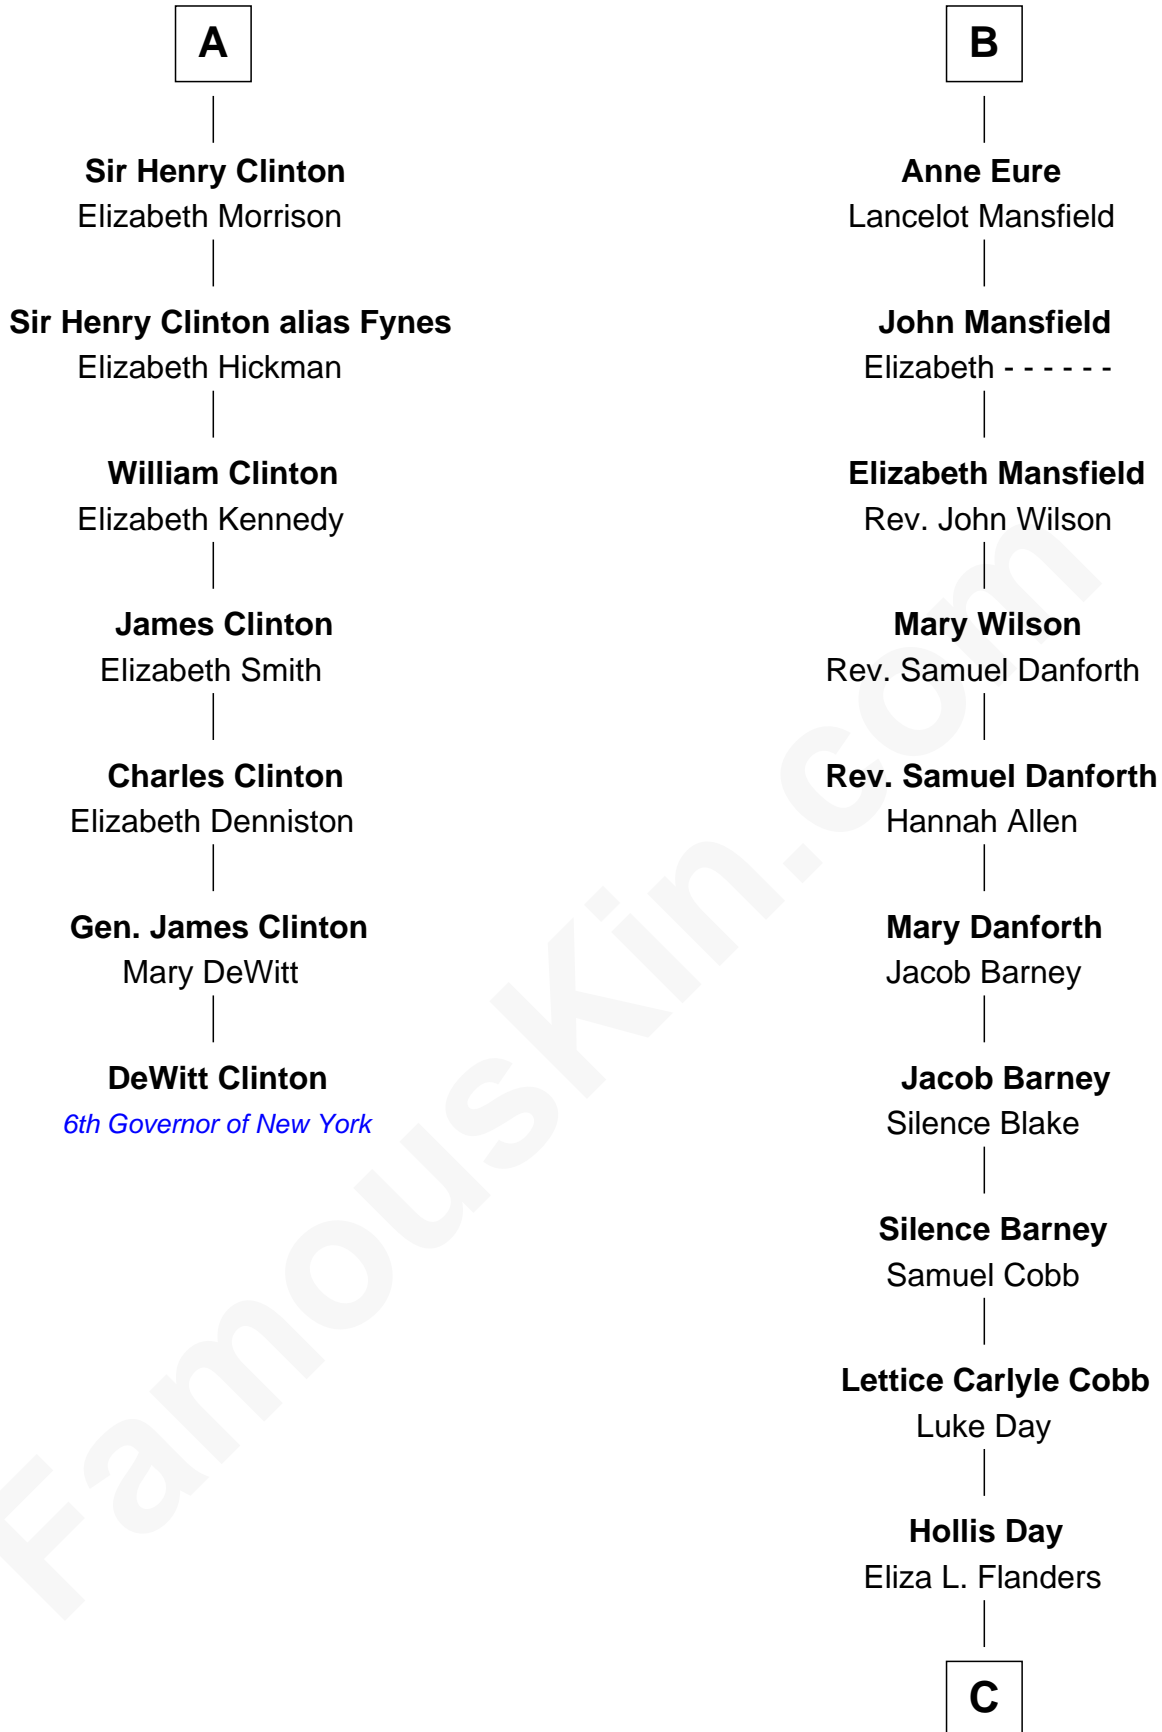 A
Sir Henry Clinton
Elizabeth Morrison
Sir Henry Clinton alias Fynes
Elizabeth Hickman
William Clinton
Elizabeth Kennedy
James Clinton
Elizabeth Smith
Charles Clinton
Elizabeth Denniston
Gen. James Clinton
Mary DeWitt
DeWitt Clinton
6th Governor of New York
B
Anne Eure
Lancelot Mansfield
John Mansfield
Elizabeth - - - - - -
Elizabeth Mansfield
Rev. John Wilson
Mary Wilson
Rev. Samuel Danforth
Rev. Samuel Danforth
Hannah Allen
Mary Danforth
Jacob Barney
Jacob Barney
Silence Blake
Silence Barney
Samuel Cobb
Lettice Carlyle Cobb
Luke Day
Hollis Day
Eliza L. Flanders
C
FamousKin.com